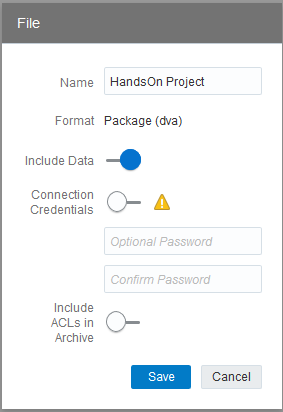 File
Name HandsOn Project
Format Package (dva)
Include Data
Connection
Credentials
Optional Password
Confirm Password
Include
ACLs in
Archive
Save Cancel